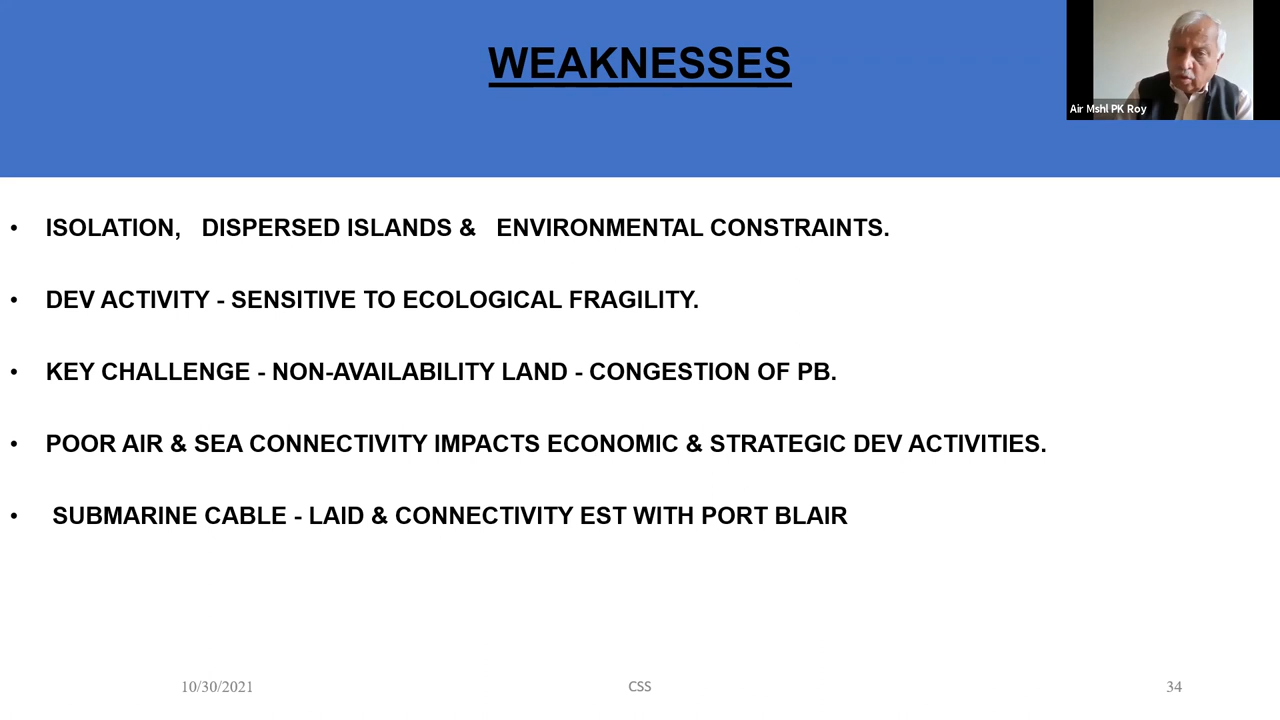 WEAKNESSES
Air Mshl PK Roy
• ISOLATION, DISPERSED ISLANDS & ENVIRONMENTAL CONSTRAINTS.
• DEV ACTIVITY - SENSITIVE TO ECOLOGICAL FRAGILITY.
• KEY CHALLENGE - NON-AVAILABILITY LAND - CONGESTION OF PB.
• POOR AIR & SEA CONNECTIVITY IMPACTS ECONOMIC & STRATEGIC DEV ACTIVITIES.
• SUBMARINE CABLE - LAID & CONNECTIVITY EST WITH PORT BLAIR
10/30/2021 CSS 34